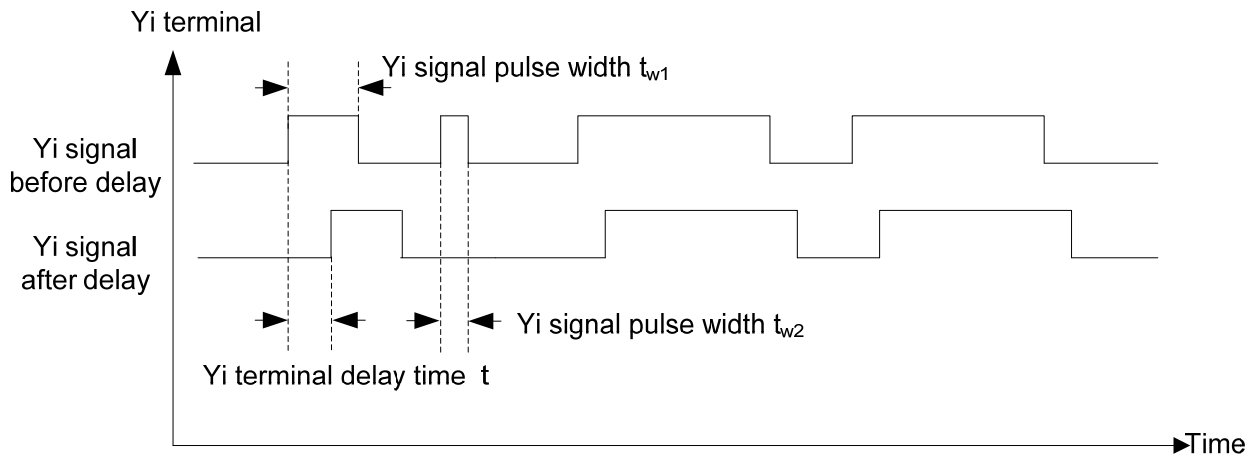 Yi terminal
Yi signal pulse width tw1
Yi signal
before delay
Yi signal
after delay
Yi signal pulse width tw2
Yi terminal delay time t
Time